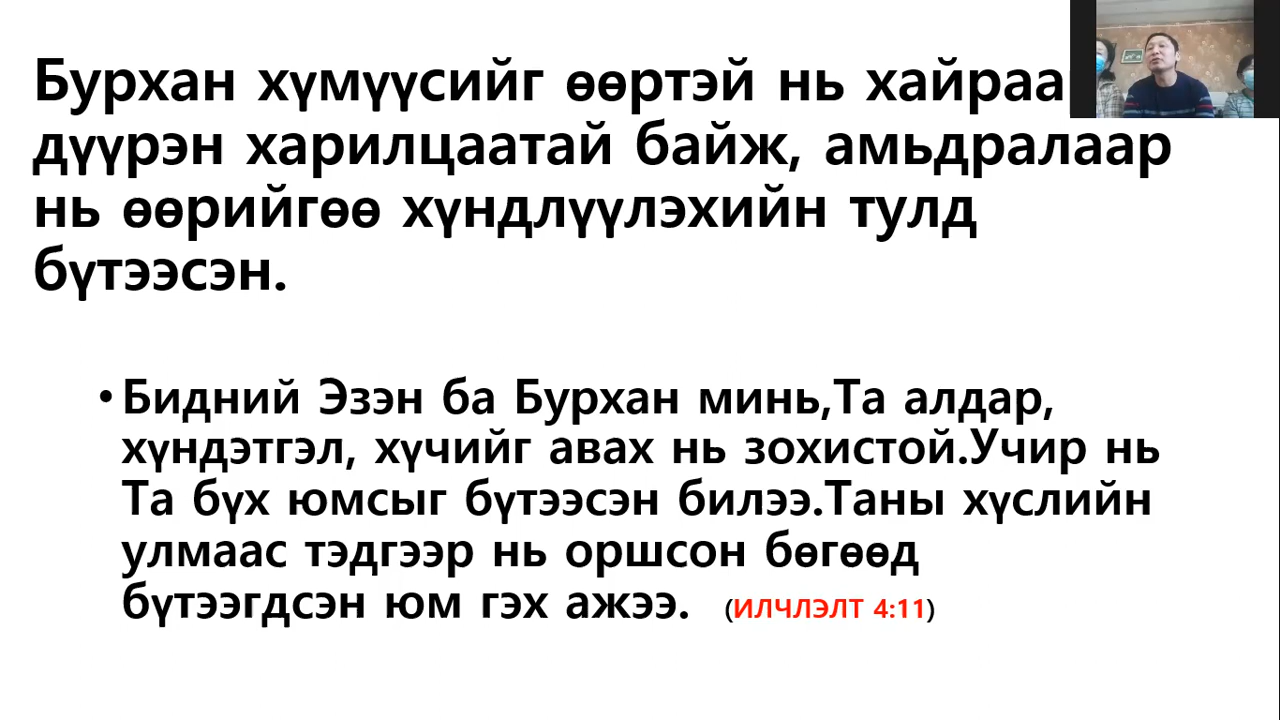 Бурхан хүмүүсийг өөртэй нь
дүүрэн харилцаатай байж, амьдралаар
нь өөрийгөө хүндлүүлэхийн тулд
бүтээсэн.
• Бидний Эзэн ба Бурхан минь,Та алдар,
хүндэтгэл, хүчийг авах нь зохистой.Учир нь
Та бүх юмсыг бүтээсэн билээ.Таны хүслийн
улмаас тэдгээр нь оршсон бөгөөд
бүтээгдсэн юм гэх ажээ. (ИЛЧЛЭЛТ 4:11)